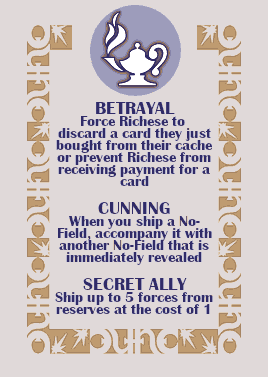 BETRAYAL
Force Richese to
discard a card they just
bought from their cache
or prevent Richese from
receiving payment for a
card
CUNNING
When you ship a No-
Field, accompany it with
another No-Field that is
immediately revealed
SECRET ALLY
Ship up to 5 forces from
reserves at the cost of 1